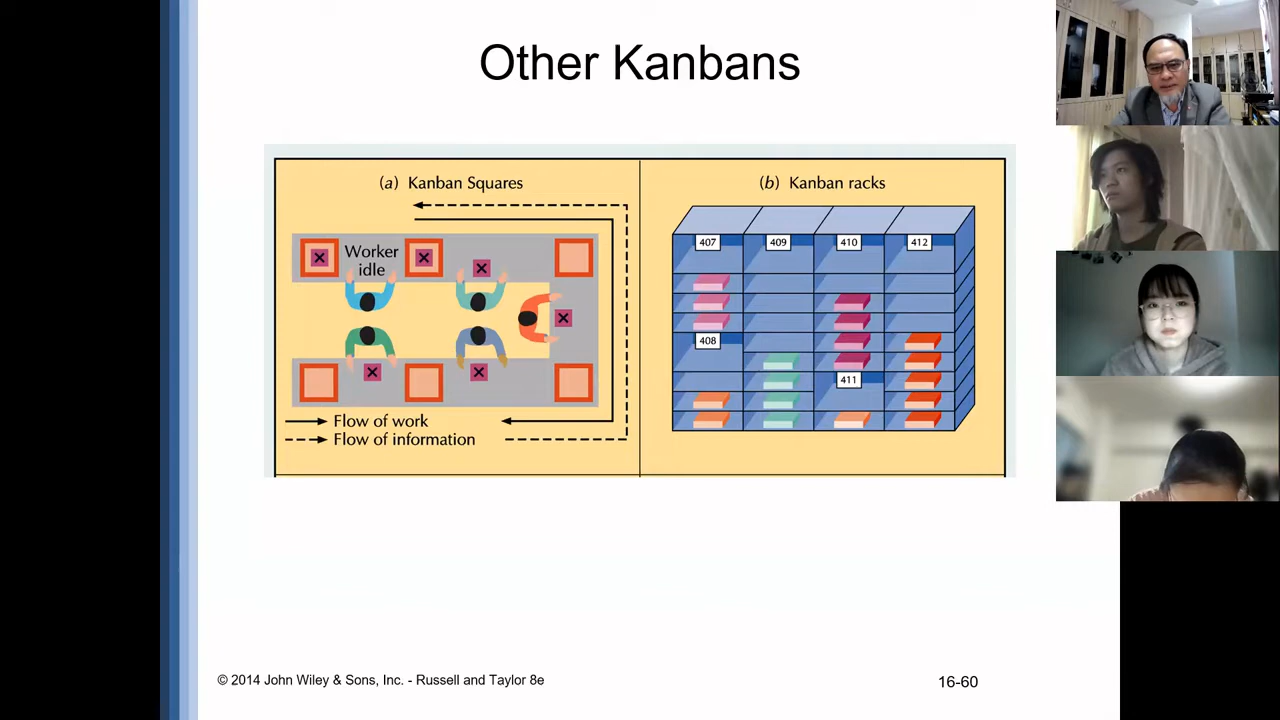 Other Kanbans
(a) Kanban Squares
Worker
idle
Flow of work
Flow of information
(b) Kanban racks
407
409
410
412
408
411
© 2014 John Wiley & Sons, Inc. - Russell and Taylor 8e
16-60